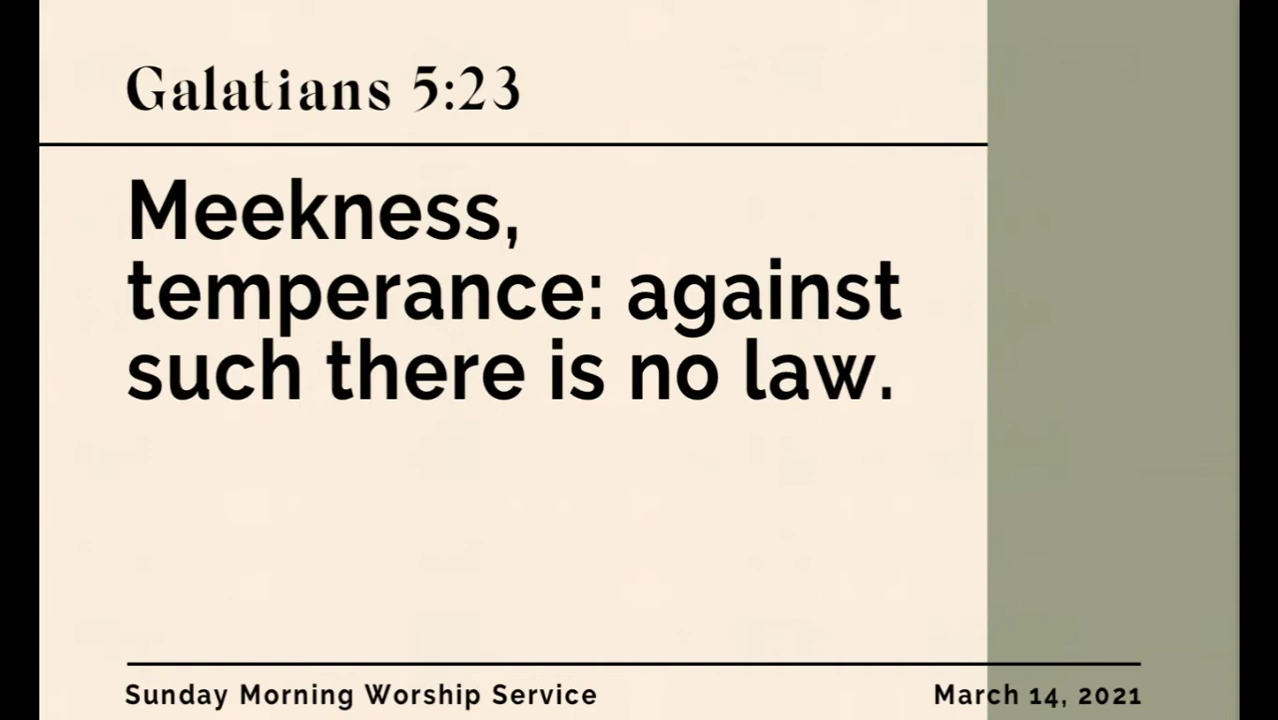 Galatians 5:23
Meekness,
temperance: against
such there is no law.
Sunday Morning Worship Service
March 14, 2021